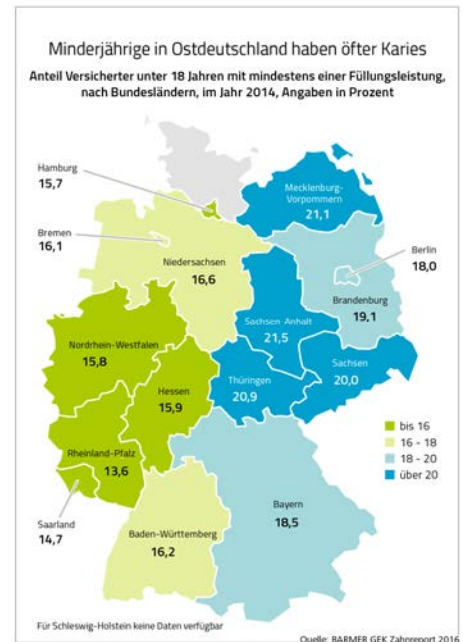 Minderjährige in Ostdeutschland haben öfter Karies
Anteil Versicherter unter 18 Jahren mit mindestens einer Füllungsleistung,
nach Bundesländern, im Jahr 2014, Angaben in Prozent
Hamburg
15,7
Mecklenburg-
Vorpommern
21,1
Bremen
16,1
Niedersachsen
16,6
Berlin
18,0
Brandenburg
19,1
Sachsen-Anhalt
21,5
Nordrhein-Westfalen
15,8
Sachsen
20,0
Hessen
15,9
Thüringen
20,9
bis 16
16 - 18
18 - 20
über 20
Rheinland-Pfalz
13,6
Saarland
14,7
Bayern
18,5
Baden-Württemberg
16,2
Für Schleswig-Holstein keine Daten verfügbar
Quelle: BARMER GEK Zahnreport 2016